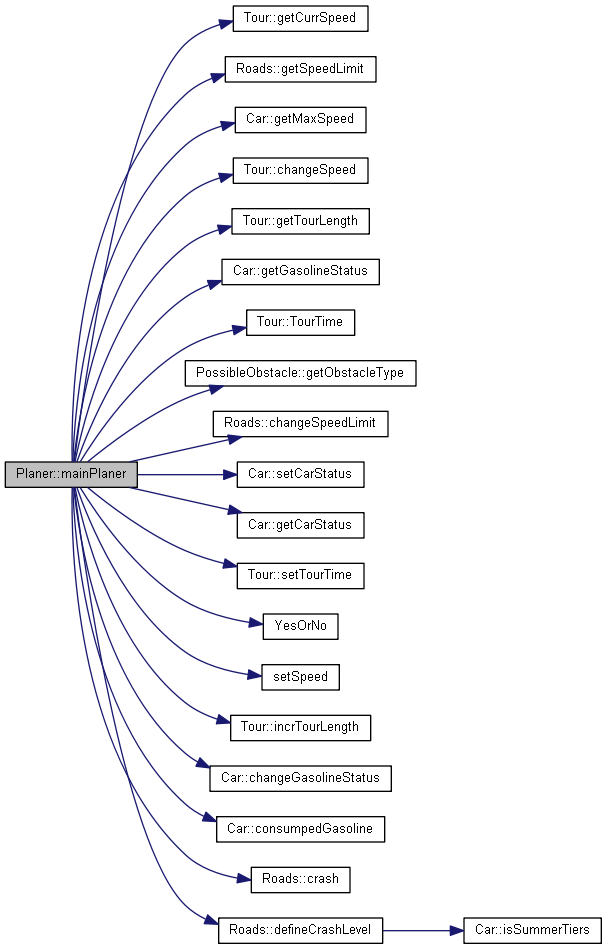 Tour::getCurrSpeed
Roads::getSpeedLimit
Car::getMaxSpeed
Tour::changeSpeed
Tour::getTourLength
Car::getGasolineStatus
Tour::TourTime
PossibleObstacle::getObstacleType
Roads::changeSpeedLimit
Planer::mainPlaner
Car::setCarStatus
Car::getCarStatus
Tour::setTourTime
YesOrNo
setSpeed
Tour::incrTourLength
Car::changeGasolineStatus
Car::consumpedGasoline
Roads::crash
Roads::defineCrashLevel
Car::isSummerTiers